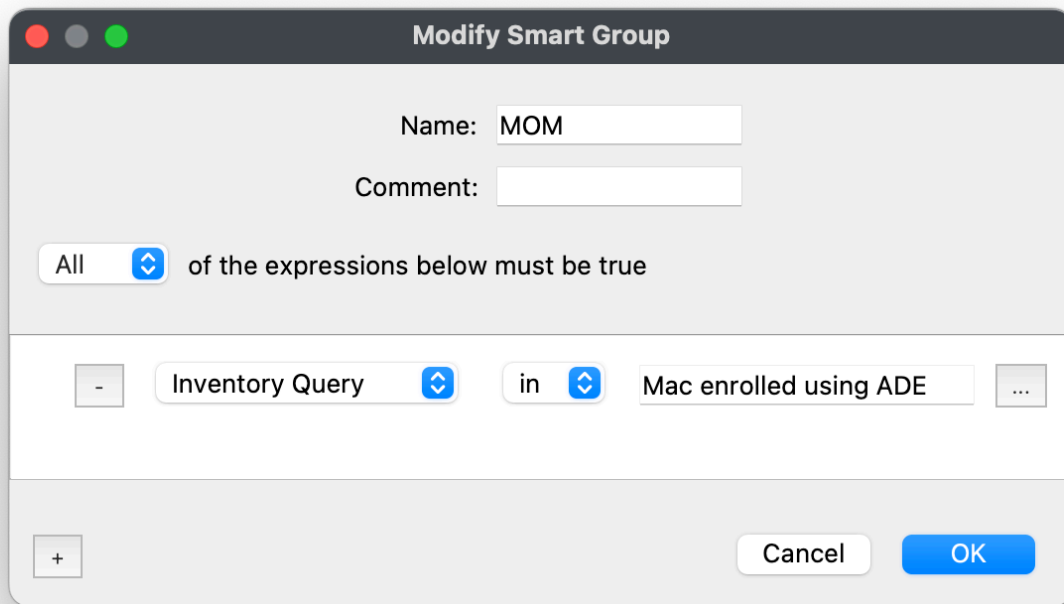 Modify Smart Group
Name: MOM
Comment:
All of the expressions below must be true
- Inventory Query in Mac enrolled using ADE ...
+ Cancel OK